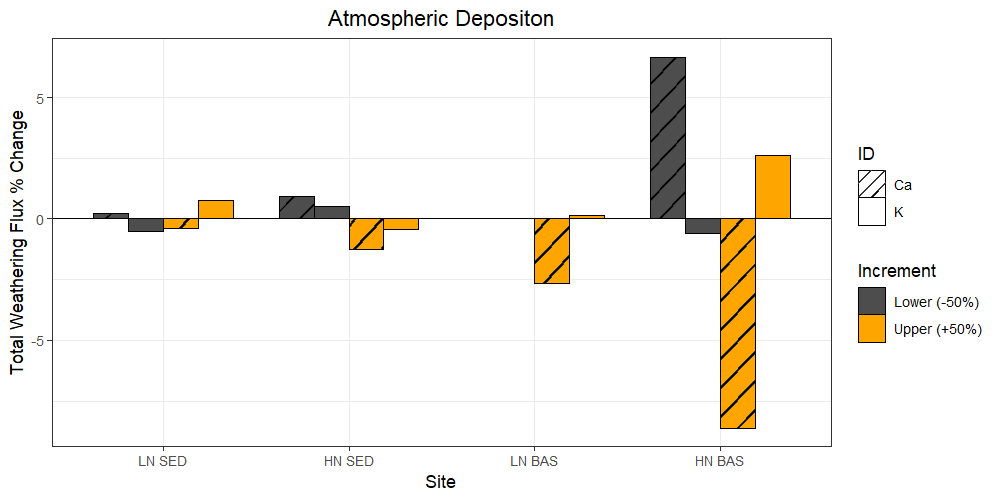 Atmospheric Depositon
Total Weathering Flux % Change
5
0
-5
LN SED
HN SED
LN BAS
HN BAS
Site
ID
Ca
K
Increment
Lower (-50%)
Upper (+50%)